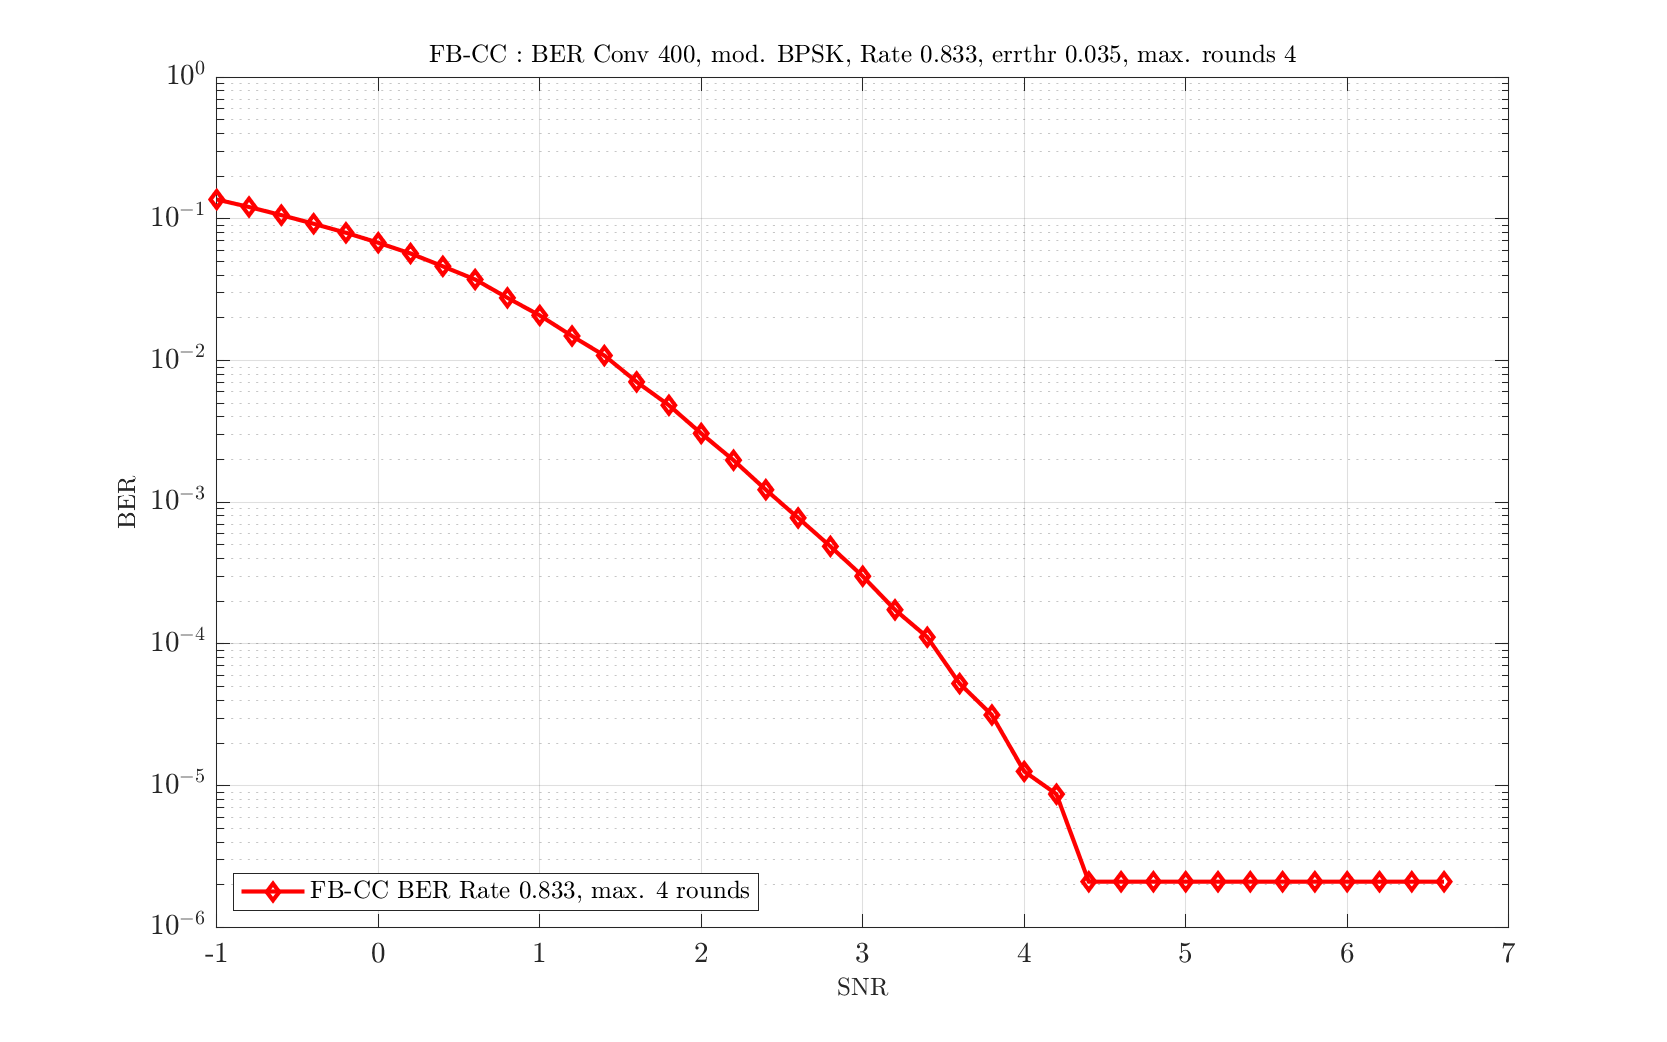 FB-CC : BER Conv 400, mod. BPSK, Rate 0.833, errthr 0.035, max. rounds 4
10^0
10^-1
10^-2
10^-3
10^-4
10^-5
10^-6
BER
FB-CC BER Rate 0.833, max. 4 rounds
-1 0 1 2 3 4 5 6 7
SNR